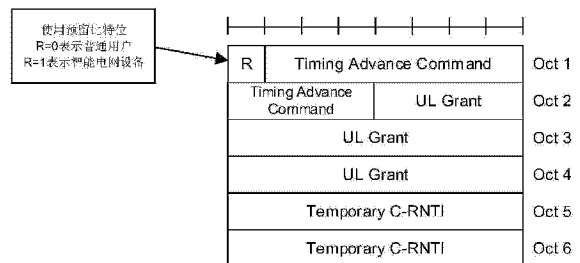 使用预留比特位
R=0表示普通用户
R=1表示智能电网设备
R
Timing Advance Command
Oct 1
Timing Advance
Command
UL Grant
Oct 2
UL Grant
Oct 3
UL Grant
Oct 4
Temporary C-RNTI
Oct 5
Temporary C-RNTI
Oct 6